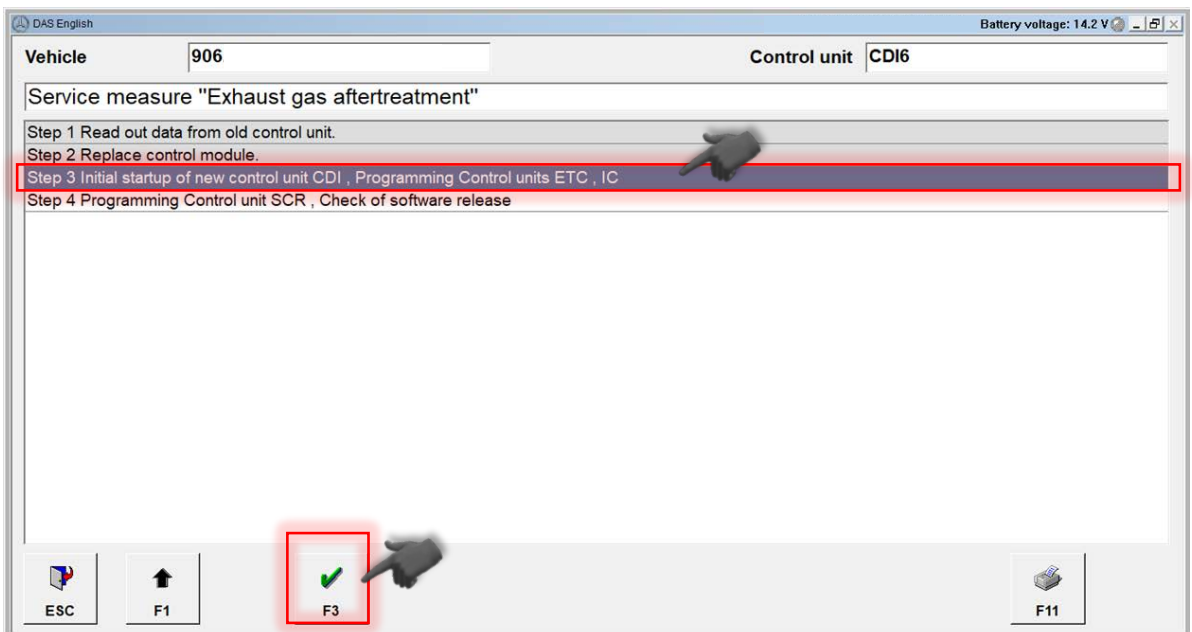 DAS English Battery voltage: 14.2 V
Vehicle 906 Control unit CDI6
Service measure "Exhaust gas aftertreatment"
Step 1 Read out data from old control unit.
Step 2 Replace control module.
Step 3 Initial startup of new control unit CDI , Programming Control units ETC , IC
Step 4 Programming Control unit SCR , Check of software release
ESC F1 F3 F11